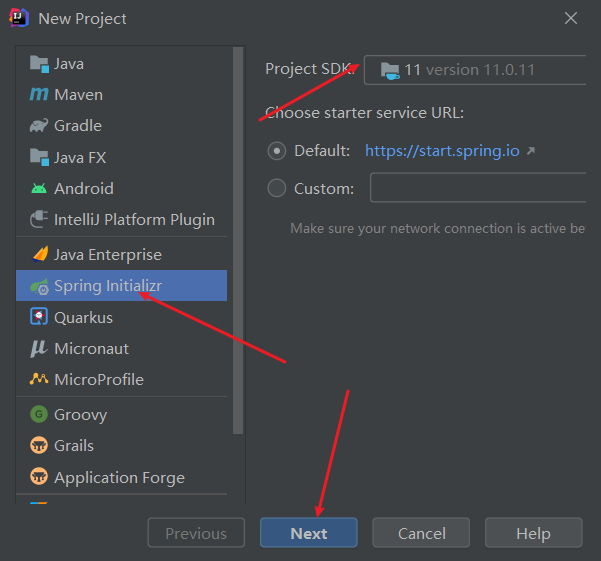 New Project
Java
Maven
Gradle
Java FX
Android
IntelliJ Platform Plugin
Java Enterprise
Spring Initializr
Quarkus
Micronaut
MicroProfile
Groovy
Grails
Application Forge
Project SDK:
11 version 11.0.11
Choose starter service URL:
Default: https://start.spring.io
Custom:
Make sure your network connection is active be
Previous
Next
Cancel
Help